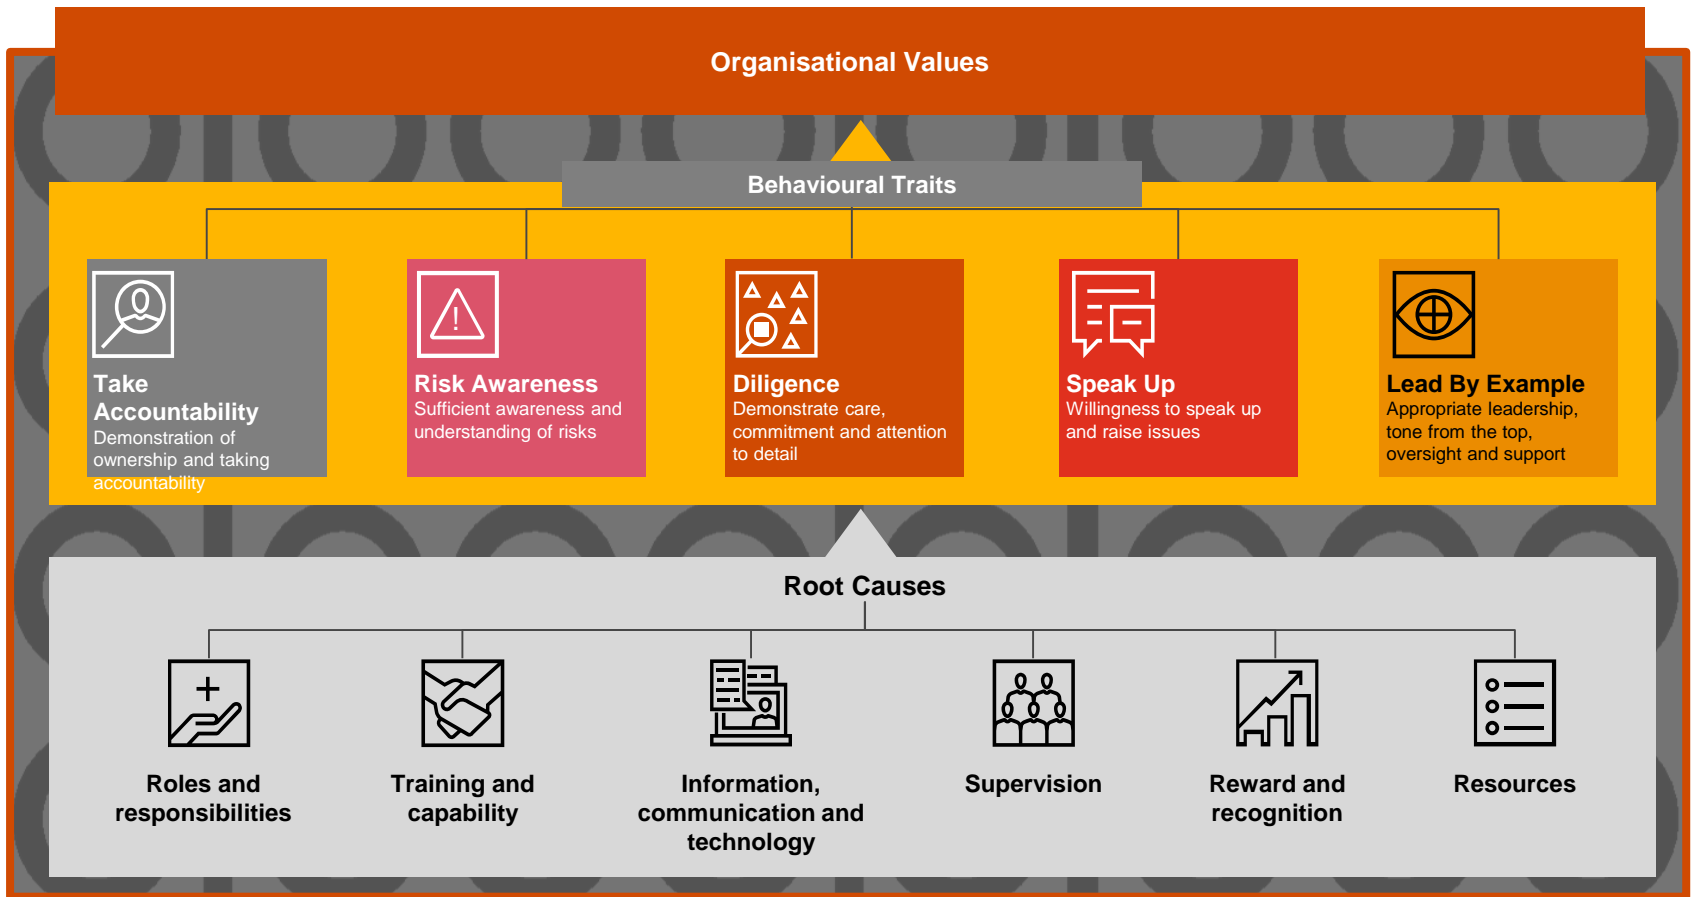 Organisational Values
Behavioural Traits
Take
Accountability
Demonstration of
ownership and taking
accountability
Risk Awareness
Sufficient awareness and
understanding of risks
Diligence
Demonstrate care,
commitment and attention
to detail
Speak Up
Willingness to speak up
and raise issues
Lead By Example
Appropriate leadership,
tone from the top,
oversight and support
Root Causes
Roles and
responsibilities
Training and
capability
Information,
communication and
technology
Supervision
Reward and
recognition
Resources